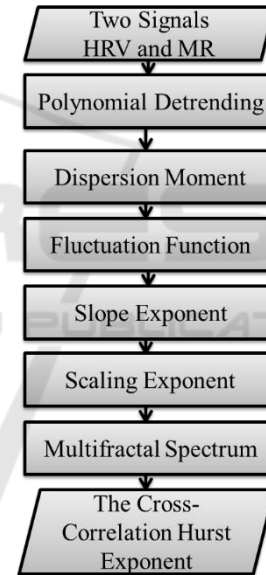 Two Signals
HRV and MR
Polynomial Detrending
Dispersion Moment
Fluctuation Function
Slope Exponent
Scaling Exponent
Multifractal Spectrum
The Cross-
Correlation Hurst
Exponent